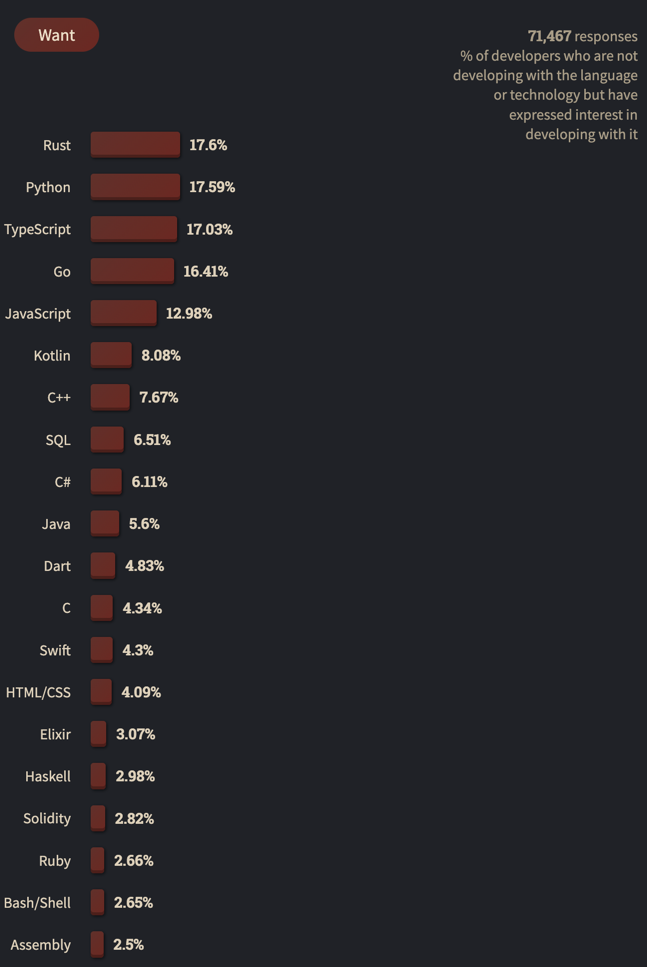 Want
71,467 responses
% of developers who are not
developing with the language
or technology but have
expressed interest in
developing with it
Rust 17.6%
Python 17.59%
TypeScript 17.03%
Go 16.41%
JavaScript 12.98%
Kotlin 8.08%
C++ 7.67%
SQL 6.51%
C# 6.11%
Java 5.6%
Dart 4.83%
C 4.34%
Swift 4.3%
HTML/CSS 4.09%
Elixir 3.07%
Haskell 2.98%
Solidity 2.82%
Ruby 2.66%
Bash/Shell 2.65%
Assembly 2.5%